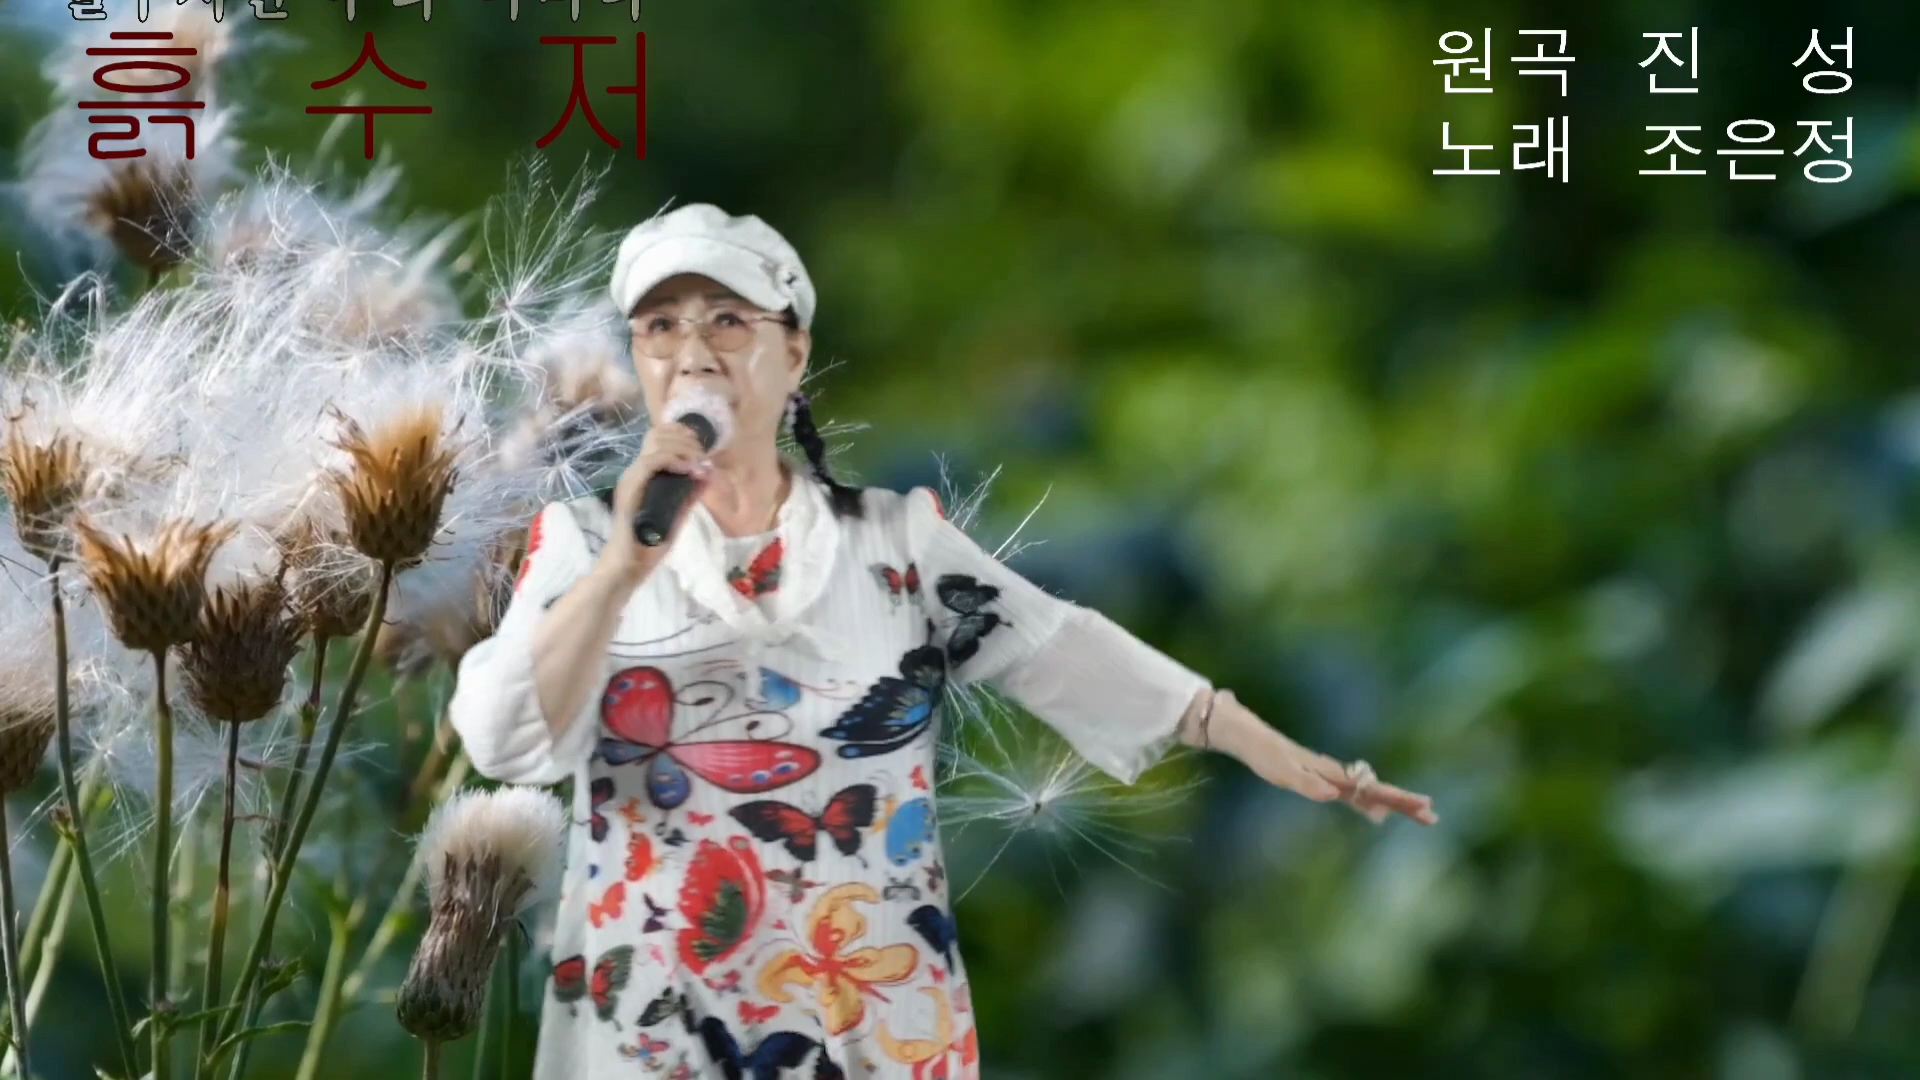 흙 수 저
원곡 진 성
노래 조은정